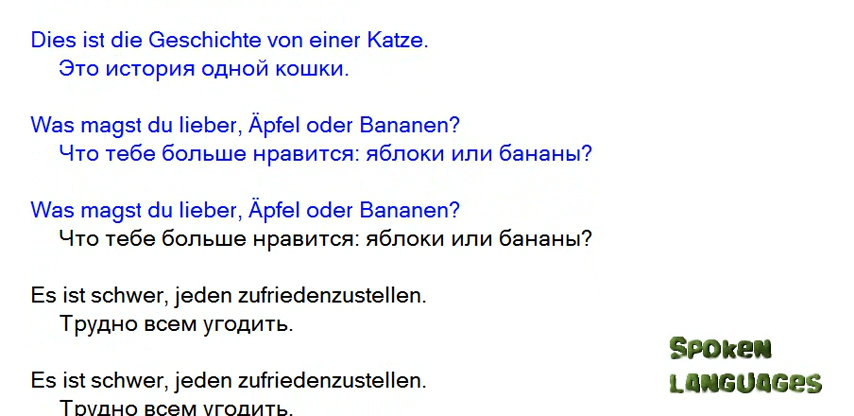 Dies ist die Geschichte von einer Katze.
Это история одной кошки.
Was magst du lieber, Äpfel oder Bananen?
Что тебе больше нравится: яблоки или бананы?
Was magst du lieber, Äpfel oder Bananen?
Что тебе больше нравится: яблоки или бананы?
Es ist schwer, jeden zufriedenzustellen.
Трудно всем угодить.
Es ist schwer, jeden zufriedenzustellen.
Трудно всем угодить.
Spoken
Languages